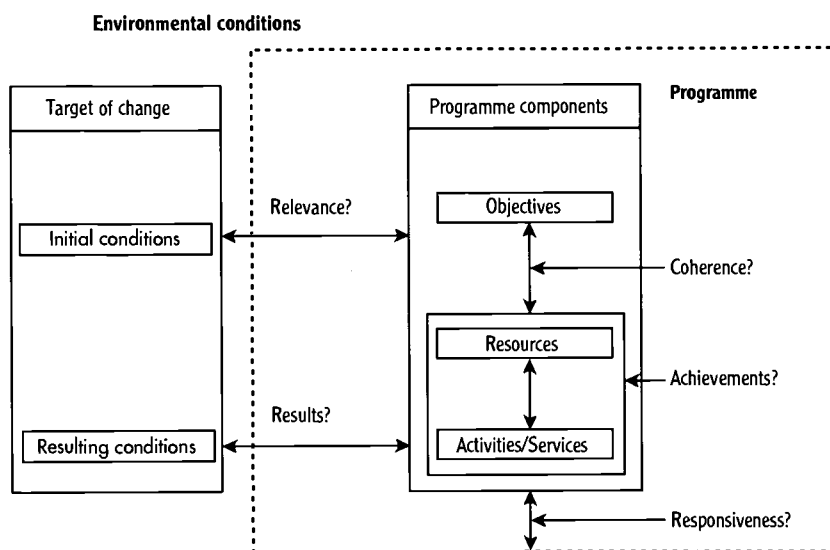 Environmental conditions
Target of change
Programme components
Programme
Relevance?
Objectives
Initial conditions
Coherence?
Resources
Achievements?
Results?
Resulting conditions
Activities/Services
Responsiveness?